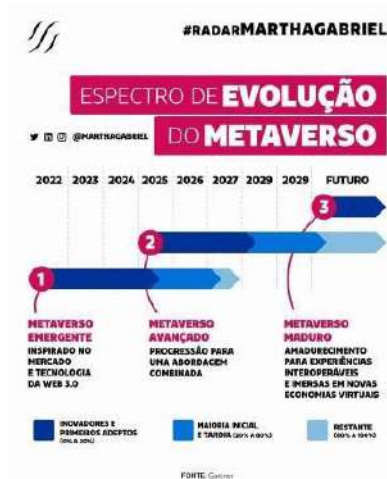 #RADARMARTHAGABRIEL
ESPECTRO DE EVOLUÇÃO
@MARTHAGABRIEL
DO METAVERSO
2022 2023 2024 2025 2026 2027 2029 2029 FUTURO
3
2
1
METAVERSO
EMERGENTE
INSPIRADO NO
MERCADO
E TECNOLOGIA
DA WEB 3.0
METAVERSO
AVANÇADO
PROGRESSÃO PARA
UMA ABORDAGEM
COMBINADA
METAVERSO
MADURO
AMADURECIMENTO
PARA EXPERIÊNCIAS
INTEROPERÁVEIS
E IMERSAS EM NOVAS
ECONOMIAS VIRTUAIS
INOVADORES E
PRIMEIROS ADEPTOS
MAIORIA INICIAL
E TARDIA (20% A 80%)
RESTANTE
FONTE: Gartner